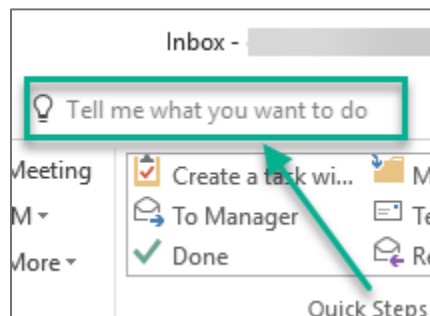 Inbox -
Tell me what you want to do
Meeting
Create a task wi...
M
M
To Manager
Te
More
Done
Re
Quick Steps